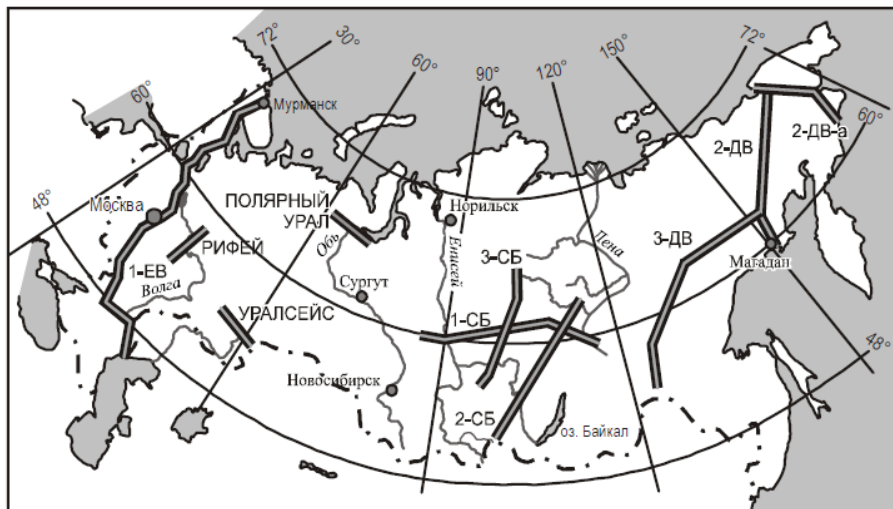 72°
30°
60°
90°
120°
150°
72°
60°
60°
Мурманск
2-ДВ
2-ДВ-а
48°
Москва
ПОЛЯРНЫЙ
УРАЛ
Норильск
РИФЕЙ
Обь
Енисей
Лена
3-ДВ
Магадан
1-ЕВ
3-СБ
Волга
Сургут
УРАЛСЕЙС
1-СБ
48°
Новосибирск
2-СБ
оз. Байкал